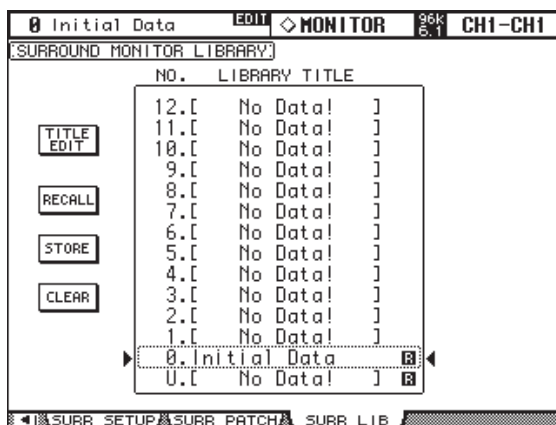 0 Initial Data EDIT ◇MONITOR 96k 6.1 CH1-CH1
SURROUND MONITOR LIBRARY
NO. LIBRARY TITLE
12.[ No Data! ]
11.[ No Data! ]
10.[ No Data! ]
9.[ No Data! ]
8.[ No Data! ]
7.[ No Data! ]
6.[ No Data! ]
5.[ No Data! ]
4.[ No Data! ]
3.[ No Data! ]
2.[ No Data! ]
1.[ No Data! ]
0.Initial Data R
U.[ No Data! ] R
TITLE EDIT
RECALL
STORE
CLEAR
SURR SETUP SURR PATCH SURR LIB